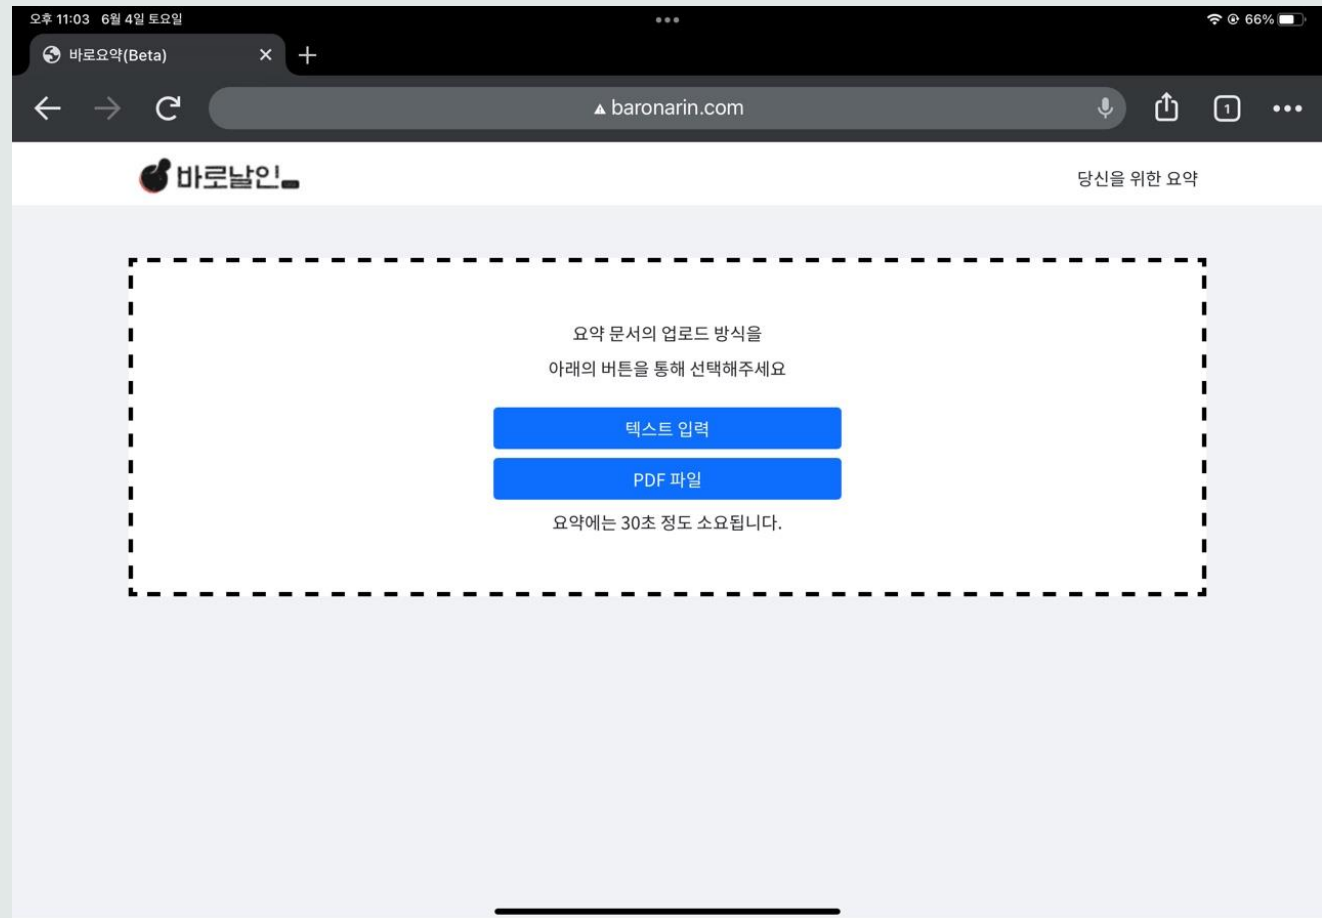 오후 11:03 6월 4일 토요일
66%
바로요약(Beta)
baronarin.com
1
바로날인
당신을 위한 요약
요약 문서의 업로드 방식을
아래의 버튼을 통해 선택해주세요
텍스트 입력
PDF 파일
요약에는 30초 정도 소요됩니다.